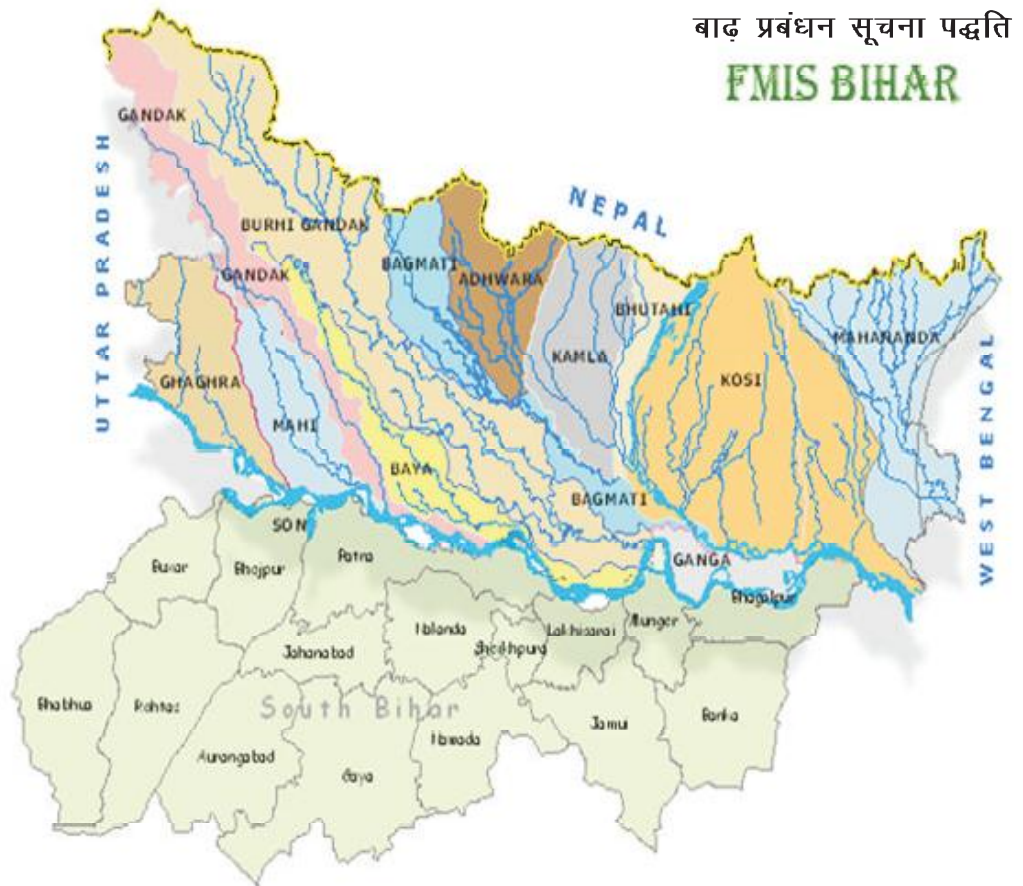 बाढ़ प्रबंधन सूचना पद्धति
FMIS BIHAR
GANDAK
UTTAR PRADESH
NEPAL
BURHI GANDAK
BAGMATI
ADHWARA
GANDAK
BHUTAHI
MAHANANDA
KAMLA
KOSI
GHAGHRA
MAHI
BAYA
BAGMATI
WEST BENGAL
SON
GANGA
Buxar
Bhojpur
Patna
Bhagalpur
Nalanda
Sheikhpura
Lakhisarai
Munger
Jahanabad
Bhabhua
Rohtas
South Bihar
Jamui
Banka
Aurangabad
Gaya
Nawada